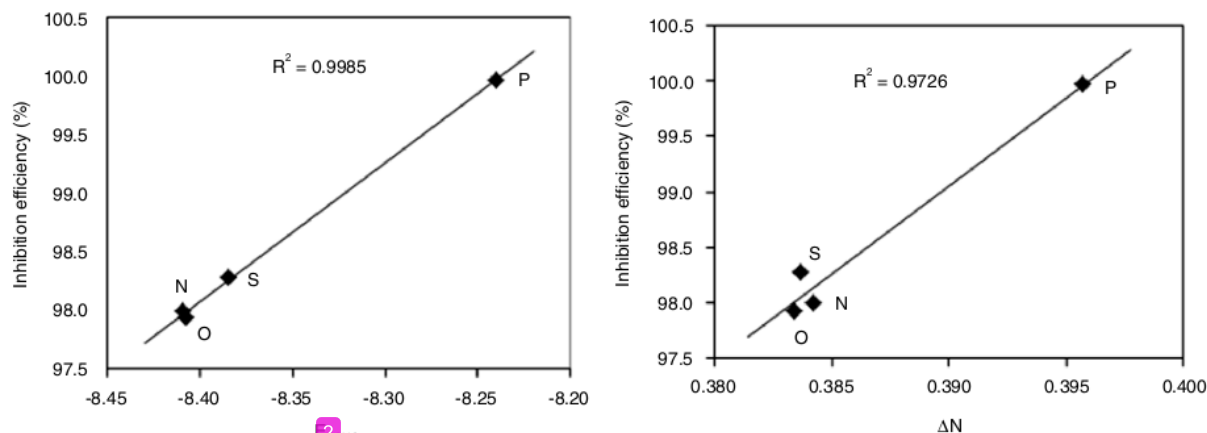 100.5
100.0
99.5
99.0
98.5
98.0
97.5
Inhibition efficiency (%)
R² = 0.9985
P
S
N
O
-8.45 -8.40 -8.35 -8.30 -8.25 -8.20
100.5
100.0
99.5
99.0
98.5
98.0
97.5
Inhibition efficiency (%)
R² = 0.9726
P
S
N
O
0.380 0.385 0.390 0.395 0.400
ΔN